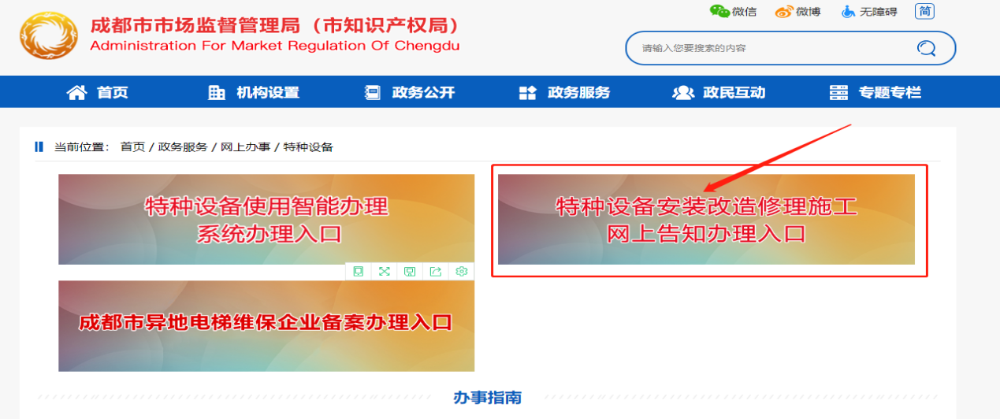 成都市市场监督管理局（市知识产权局）
Administration For Market Regulation Of Chengdu
微信 微博 无障碍 简
请输入您要搜索的内容
首页 机构设置 政务公开 政务服务 政民互动 专题专栏
当前位置： 首页 / 政务服务 / 网上办事 / 特种设备
特种设备使用智能办理
系统办理入口
特种设备安装改造修理施工
网上告知办理入口
成都市异地电梯维保企业备案办理入口
办事指南